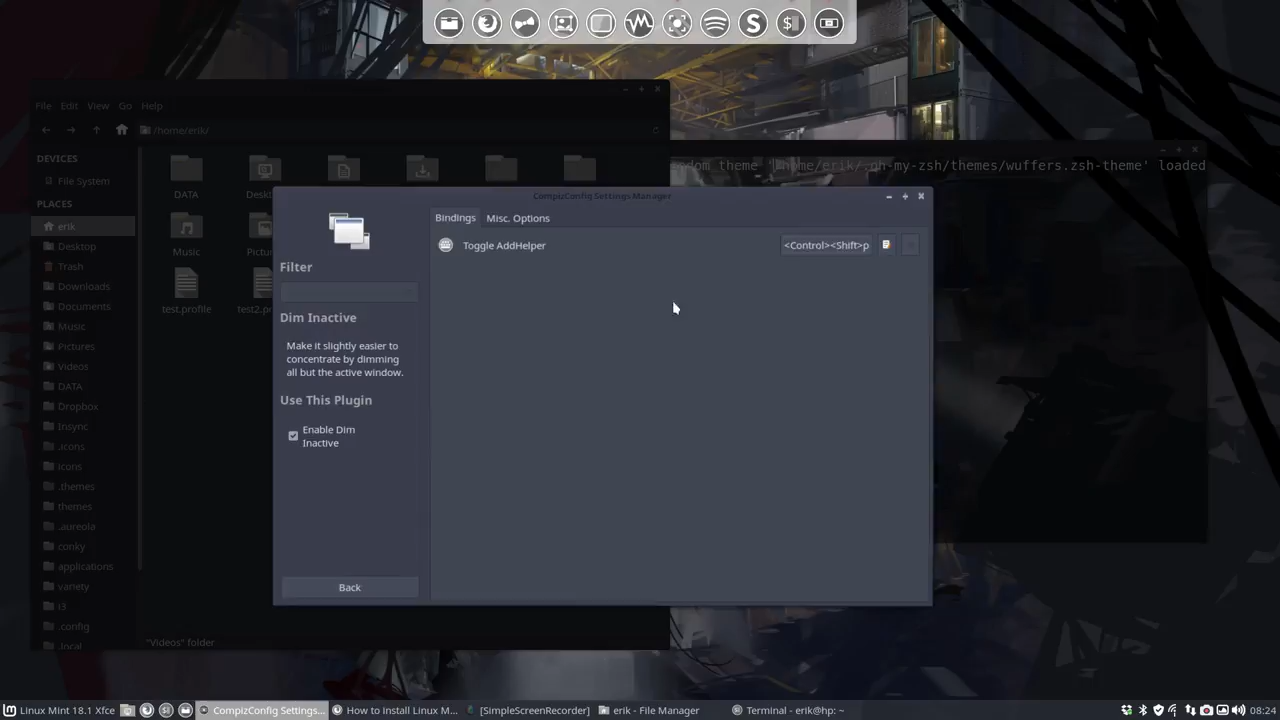 File Edit View Go Help
/home/erik/
DEVICES
File System
PLACES
erik
Desktop
Trash
Downloads
Documents
Music
Pictures
Videos
DATA
Dropbox
Insync
.icons
icons
.themes
themes
.aureola
conky
applications
variety
i3
.config
.local
DATA
Music
test.profile
"Videos" folder
/home/erik/.oh-my-zsh/themes/wuffers.zsh-theme' loaded
CompizConfig Settings Manager
Filter
Dim Inactive
Make it slightly easier to
concentrate by dimming
all but the active window.
Use This Plugin
Enable Dim
Inactive
Back
Bindings Misc. Options
Toggle AddHelper <Control><Shift>p
Linux Mint 18.1 Xfce CompizConfig Settings... How to install Linux M... [SimpleScreenRecorder] erik - File Manager Terminal - erik@hp: ~ 08:24